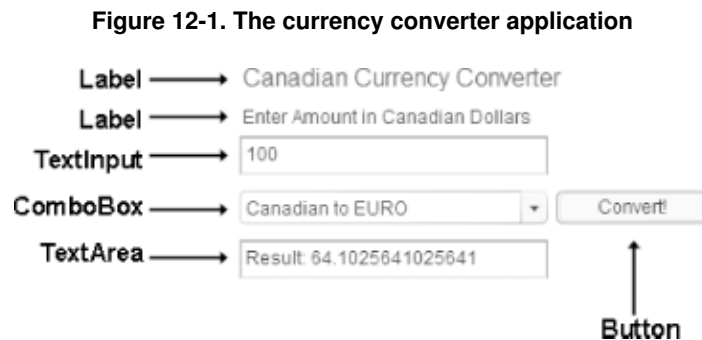 Figure 12-1. The currency converter application
Label Canadian Currency Converter
Label Enter Amount in Canadian Dollars
TextInput 100
ComboBox Canadian to EURO Convert!
TextArea Result: 64.1025641025641
Button